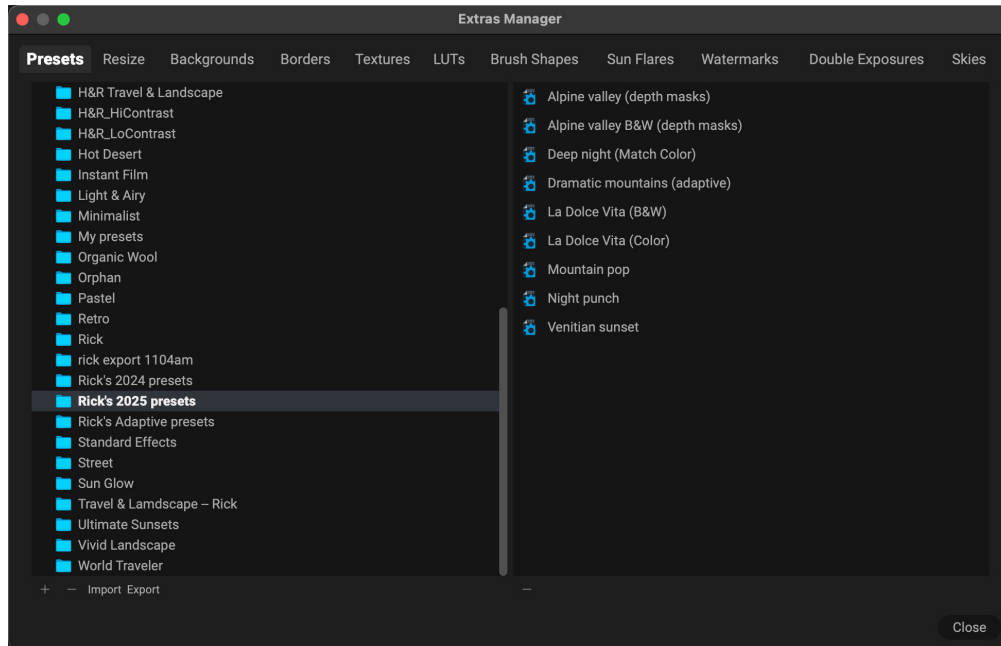 Extras Manager
Presets Resize Backgrounds Borders Textures LUTs Brush Shapes Sun Flares Watermarks Double Exposures Skies
H&R Travel & Landscape
H&R_HiContrast
H&R_LoContrast
Hot Desert
Instant Film
Light & Airy
Minimalist
My presets
Organic Wool
Orphan
Pastel
Retro
Rick
rick export 1104am
Rick's 2024 presets
Rick's 2025 presets
Rick's Adaptive presets
Standard Effects
Street
Sun Glow
Travel & Lamdscape – Rick
Ultimate Sunsets
Vivid Landscape
World Traveler
+ − Import Export
Alpine valley (depth masks)
Alpine valley B&W (depth masks)
Deep night (Match Color)
Dramatic mountains (adaptive)
La Dolce Vita (B&W)
La Dolce Vita (Color)
Mountain pop
Night punch
Venitian sunset
−
Close